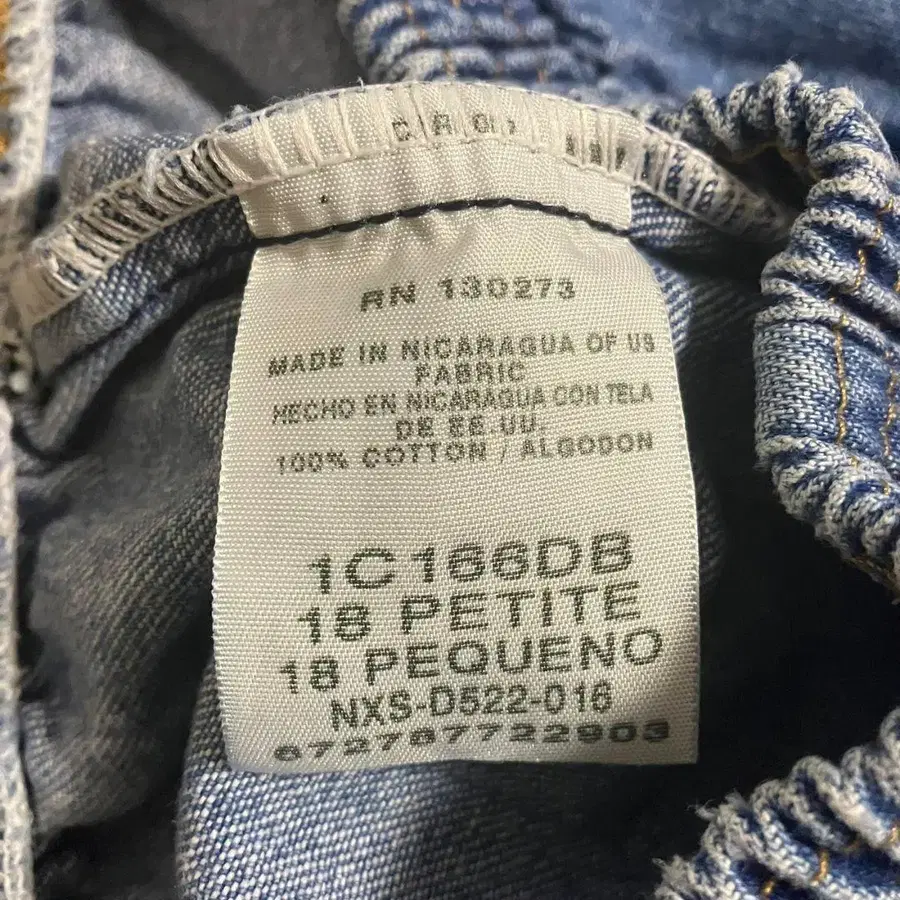 RN 130273
MADE IN NICARAGUA OF US
FABRIC
HECHO EN NICARAGUA CON TELA
DE EE.UU.
100% COTTON / ALGODON
1C166DB
18 PETITE
18 PEQUENO
NXS-D522-016
672787722903